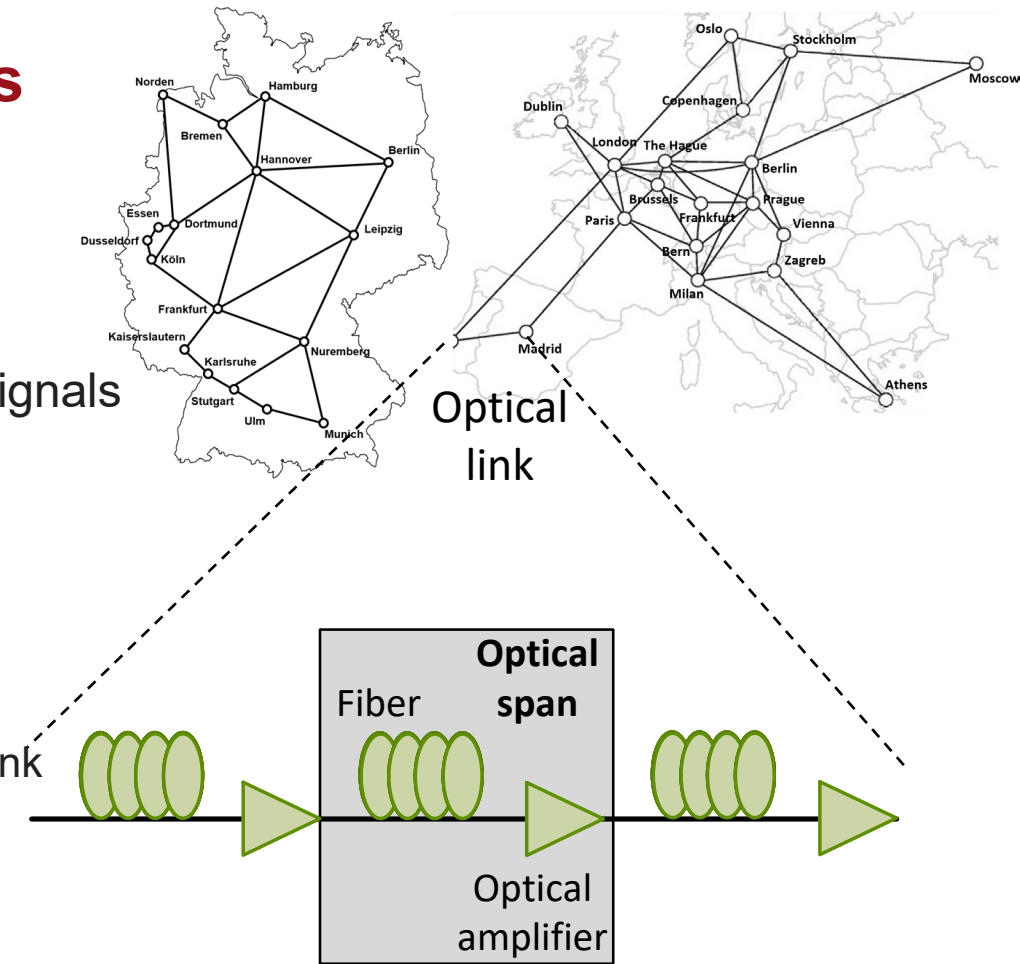 s
ignals
nk
Norden
Hamburg
Bremen
Hannover
Berlin
Essen
Dortmund
Dusseldorf
Leipzig
Köln
Frankfurt
Kaiserslautern
Nuremberg
Karlsruhe
Stuttgart
Ulm
Munich
Oslo
Stockholm
Moscow
Copenhagen
Dublin
London
The Hague
Berlin
Brussels
Prague
Paris
Frankfurt
Vienna
Bern
Zagreb
Milan
Madrid
Athens
Optical
link
Optical
span
Fiber
Optical
amplifier